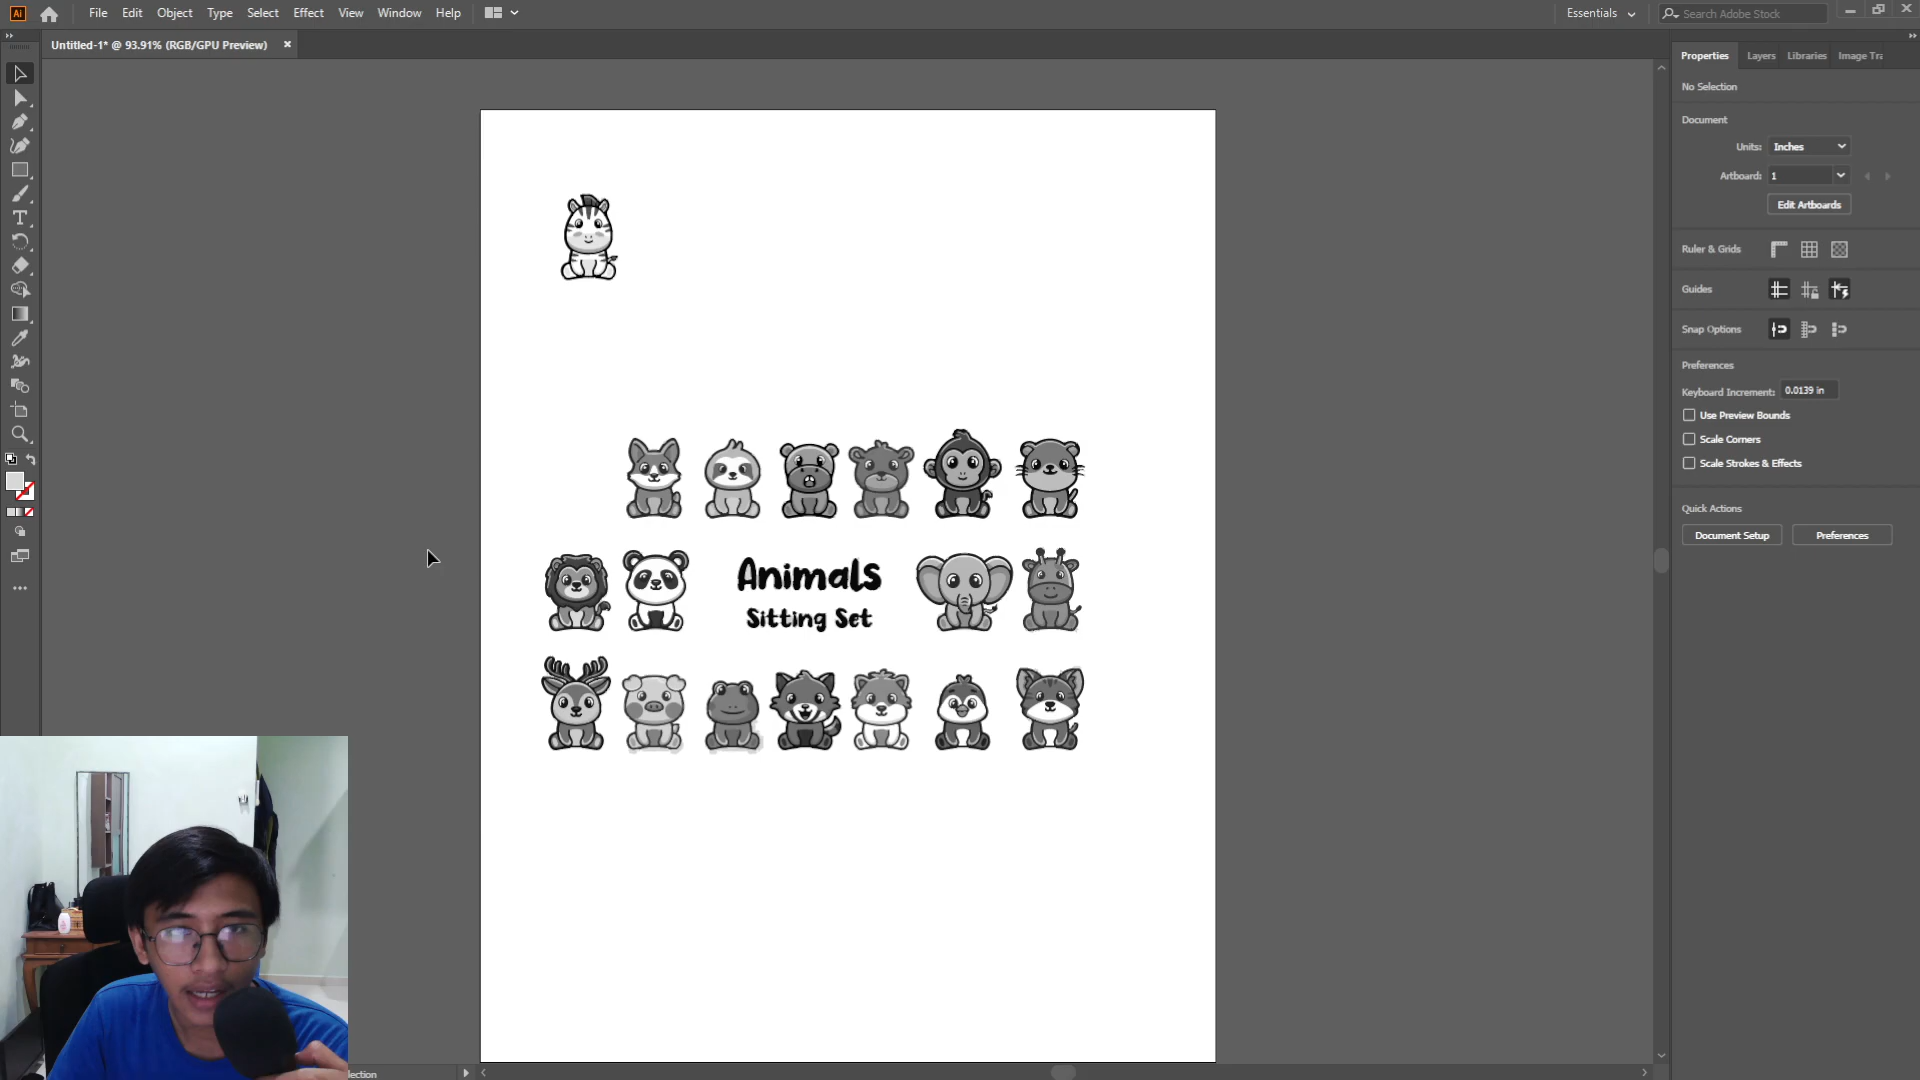 Ai File Edit Object Type Select Effect View Window Help Essentials Search Adobe Stock
Untitled-1* @ 93.91% (RGB/GPU Preview)
Properties Layers Libraries Image Tra
No Selection
Document
Units: Inches
Artboard: 1
Edit Artboards
Ruler & Grids
Guides
Snap Options
Preferences
Keyboard Increment: 0.0139 in
Use Preview Bounds
Scale Corners
Scale Strokes & Effects
Quick Actions
Document Setup Preferences
Animals
Sitting Set
lection